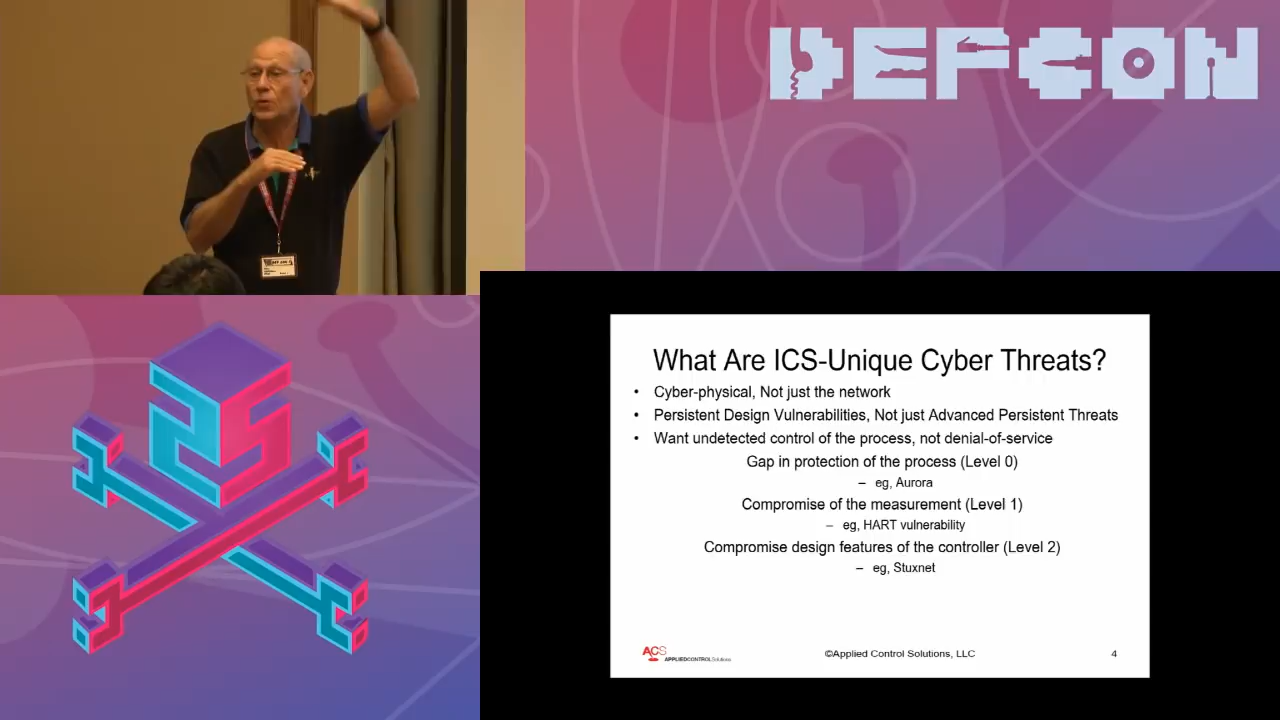 DEFCON
What Are ICS-Unique Cyber Threats?
• Cyber-physical, Not just the network
• Persistent Design Vulnerabilities, Not just Advanced Persistent Threats
• Want undetected control of the process, not denial-of-service
Gap in protection of the process (Level 0)
– eg, Aurora
Compromise of the measurement (Level 1)
– eg, HART vulnerability
Compromise design features of the controller (Level 2)
– eg, Stuxnet
ACS APPLIEDCONTROLSolutions
©Applied Control Solutions, LLC
4